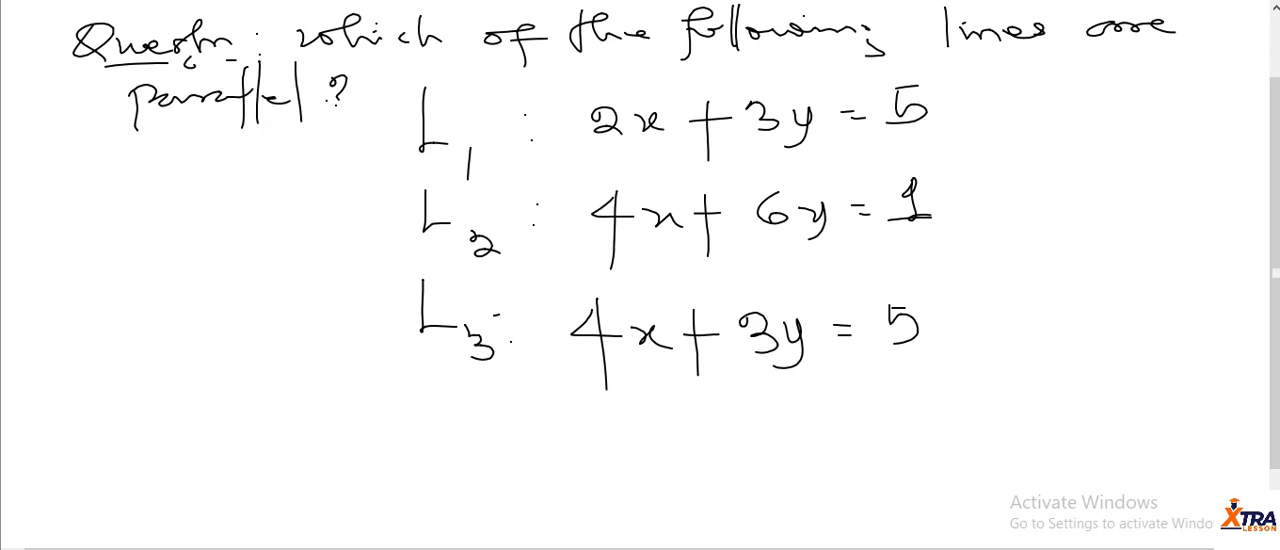 Questn: which of the following lines are
parallel?
L1 : 2x + 3y = 5
L2 : 4x + 6y = 1
L3 : 4x + 3y = 5
Activate Windows
Go to Settings to activate Windo
XTRA
LESSON